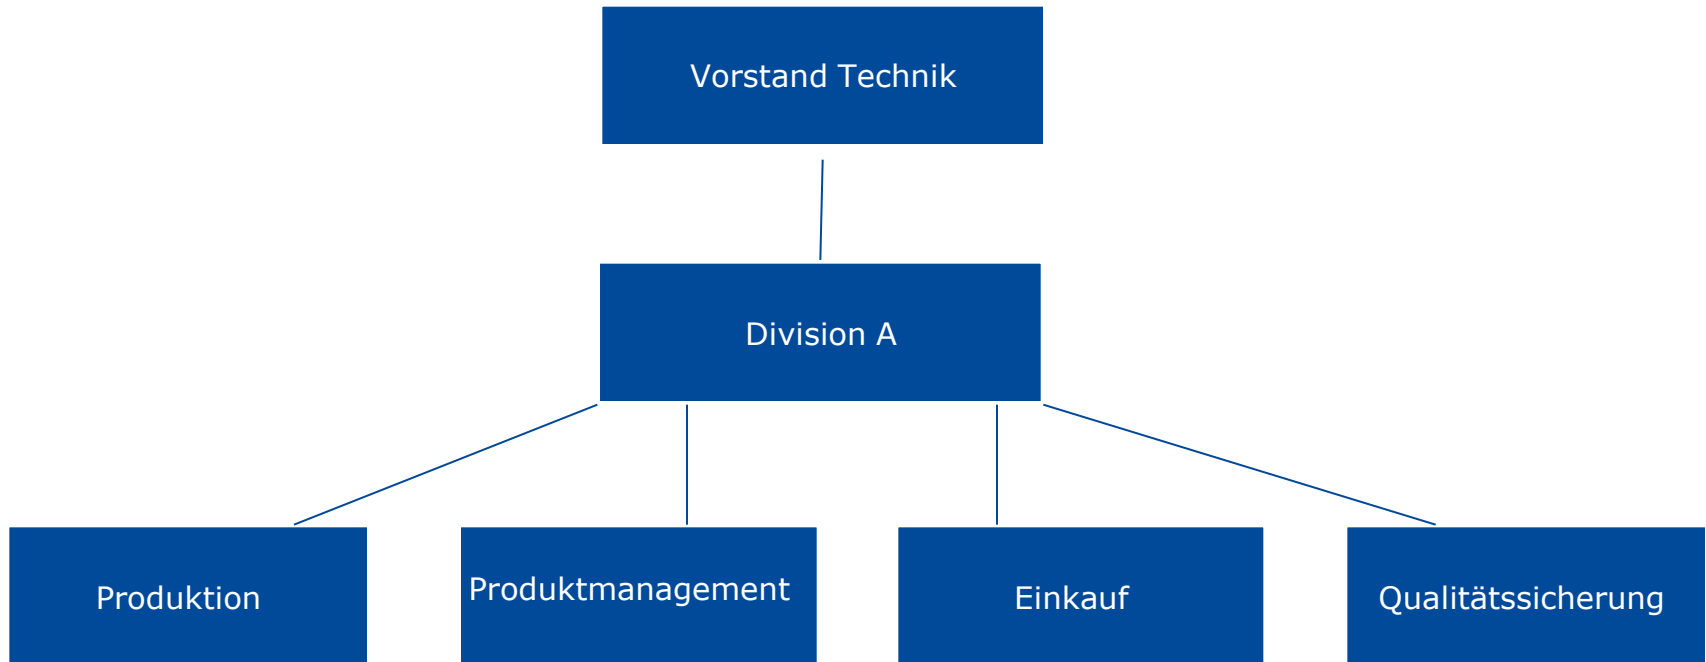 Vorstand Technik
Division A
Produktion
Produktmanagement
Einkauf
Qualitätssicherung